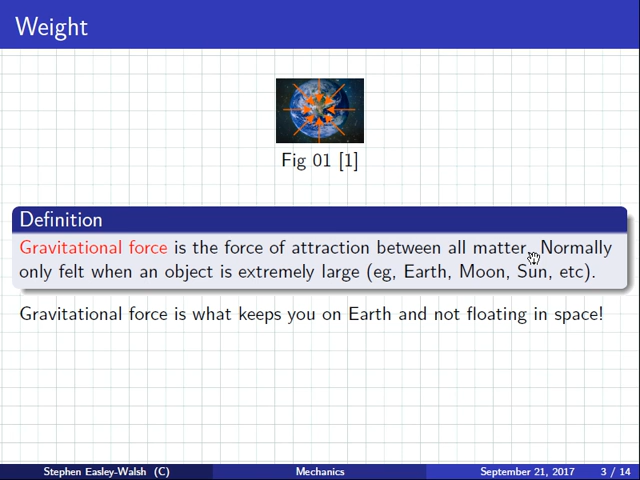 Weight
Fig 01 [1]
Definition
Gravitational force is the force of attraction between all matter. Normally
only felt when an object is extremely large (eg, Earth, Moon, Sun, etc).
Gravitational force is what keeps you on Earth and not floating in space!
Stephen Easley-Walsh (C) Mechanics September 21, 2017 3 / 14